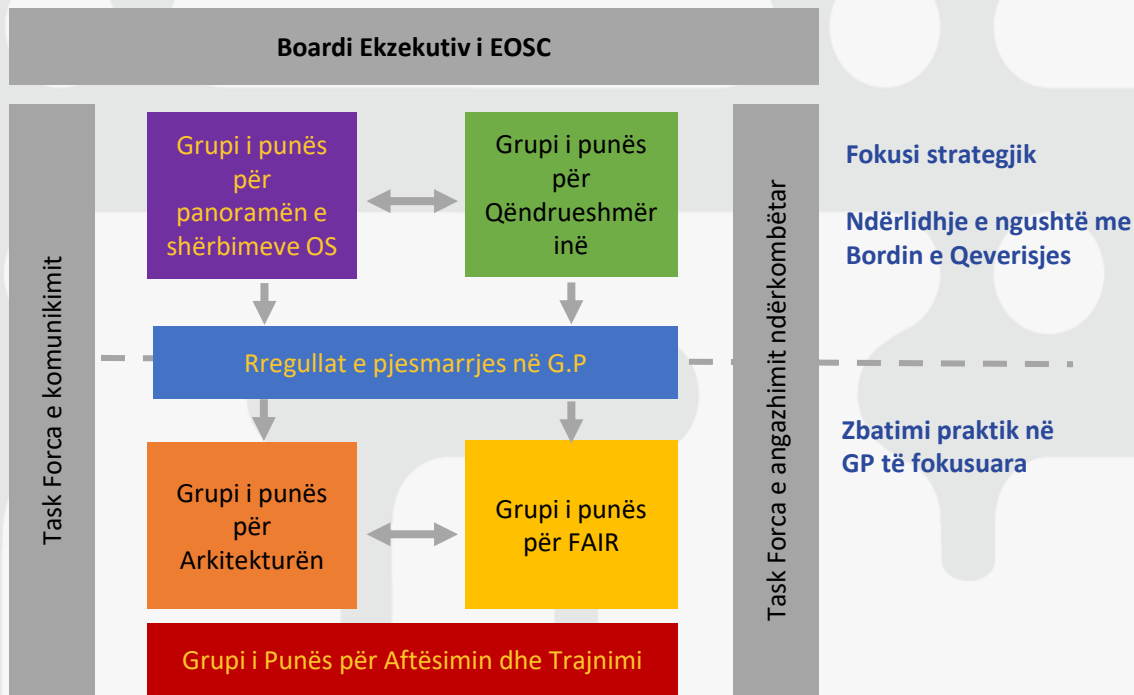 Boardi Ekzekutiv i EOSC
Task Forca e komunikimit
Grupi i punës
për
panoramën e
shërbimeve OS
Grupi i punës
për
Qëndrueshmër
inë
Rregullat e pjesmarrjes në G.P
Grupi i punës
për
Arkitekturën
Grupi i punës
për FAIR
Grupi i Punës për Aftësimin dhe Trajnimi
Task Forca e angazhimit ndërkombëtar
Fokusi strategjik
Ndërlidhje e ngushtë me
Bordin e Qeverisjes
Zbatimi praktik në
GP të fokusuara